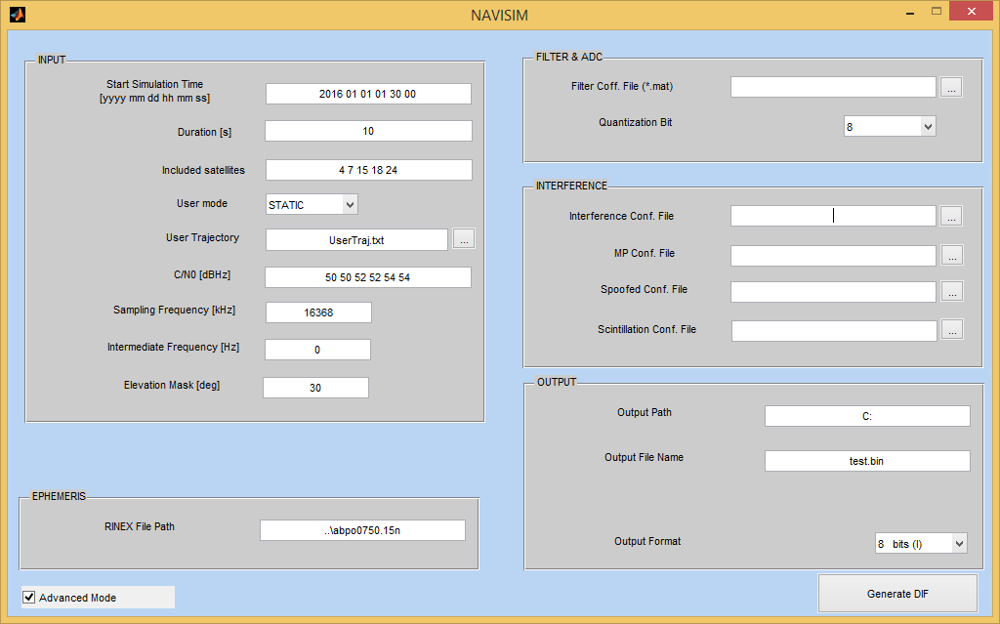 NAVISIM
INPUT
Start Simulation Time
[yyyy mm dd hh mm ss]
2016 01 01 01 30 00
Duration [s]
10
Included satellites
4 7 15 18 24
User mode
STATIC
User Trajectory
UserTraj.txt
...
C/N0 [dBHz]
50 50 52 52 54 54
Sampling Frequency [kHz]
16368
Intermediate Frequency [Hz]
0
Elevation Mask [deg]
30
EPHEMERIS
RINEX File Path
..\abpo0750.15n
Advanced Mode
FILTER & ADC
Filter Coff. File (*.mat)
...
Quantization Bit
8
INTERFERENCE
Interference Conf. File
...
MP Conf. File
...
Spoofed Conf. File
...
Scintillation Conf. File
...
OUTPUT
Output Path
C:
Output File Name
test.bin
Output Format
8 bits (I)
Generate DIF